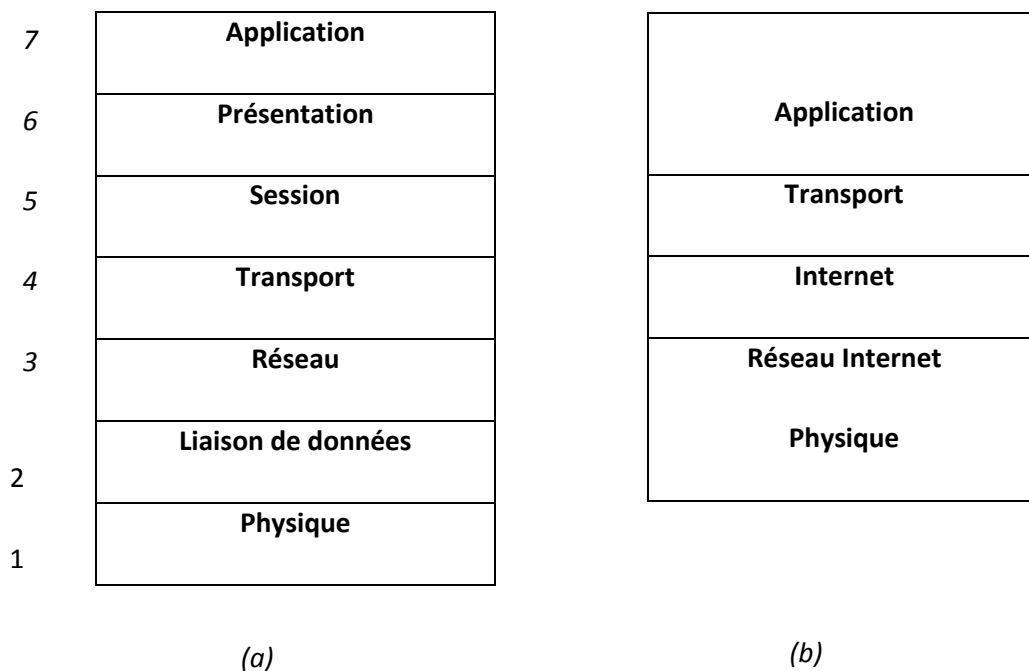 7 Application
6 Présentation
Application
5 Session
Transport
4 Transport
Internet
3 Réseau
Réseau Internet
Liaison de données
Physique
2
Physique
1
(a)
(b)